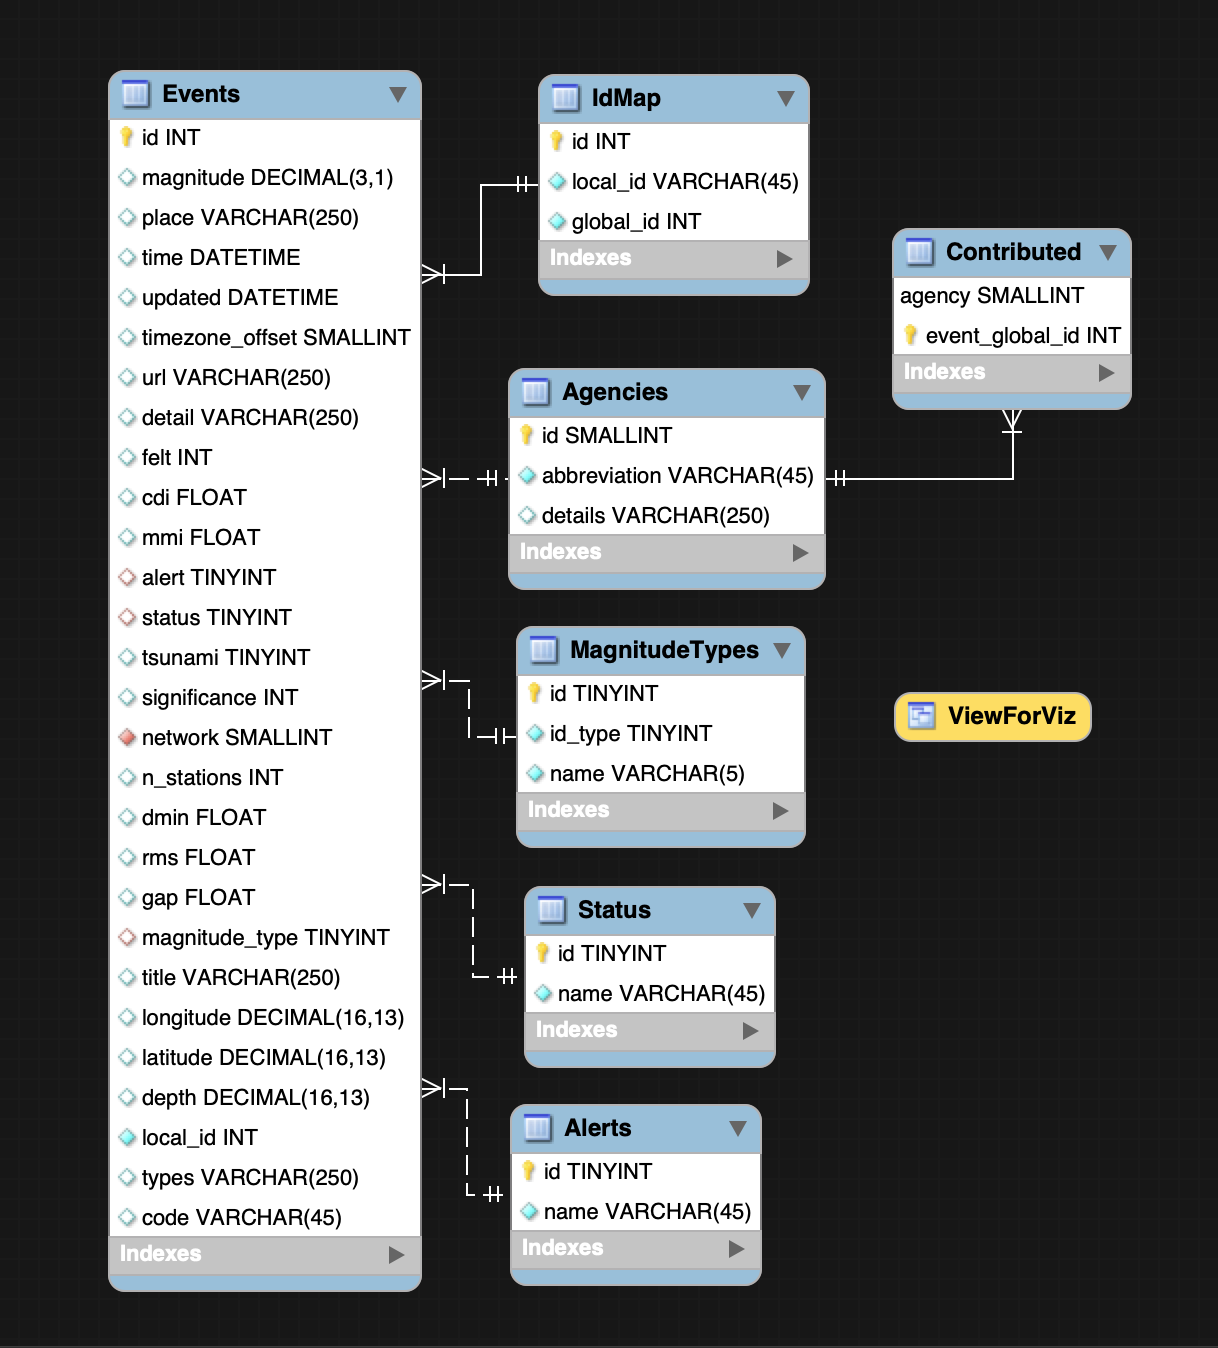 Events
id INT
magnitude DECIMAL(3,1)
place VARCHAR(250)
time DATETIME
updated DATETIME
timezone_offset SMALLINT
url VARCHAR(250)
detail VARCHAR(250)
felt INT
cdi FLOAT
mmi FLOAT
alert TINYINT
status TINYINT
tsunami TINYINT
significance INT
network SMALLINT
n_stations INT
dmin FLOAT
rms FLOAT
gap FLOAT
magnitude_type TINYINT
title VARCHAR(250)
longitude DECIMAL(16,13)
latitude DECIMAL(16,13)
depth DECIMAL(16,13)
local_id INT
types VARCHAR(250)
code VARCHAR(45)
Indexes
IdMap
id INT
local_id VARCHAR(45)
global_id INT
Indexes
Agencies
id SMALLINT
abbreviation VARCHAR(45)
details VARCHAR(250)
Indexes
MagnitudeTypes
id TINYINT
id_type TINYINT
name VARCHAR(5)
Indexes
Status
id TINYINT
name VARCHAR(45)
Indexes
Alerts
id TINYINT
name VARCHAR(45)
Indexes
Contributed
agency SMALLINT
event_global_id INT
Indexes
ViewForViz